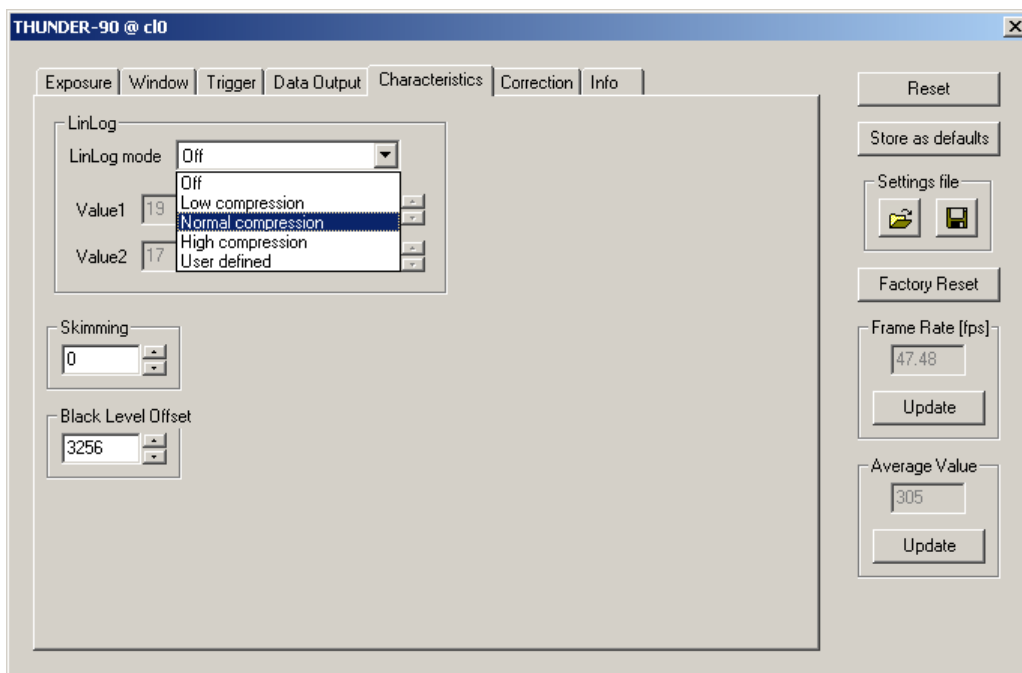 THUNDER-90 @ cl0
Exposure Window Trigger Data Output Characteristics Correction Info
LinLog
LinLog mode Off
Off
Low compression
Normal compression
High compression
User defined
Value1 19
Value2 17
Skimming
0
Black Level Offset
3256
Reset
Store as defaults
Settings file
Factory Reset
Frame Rate [fps]
47.48
Update
Average Value
305
Update